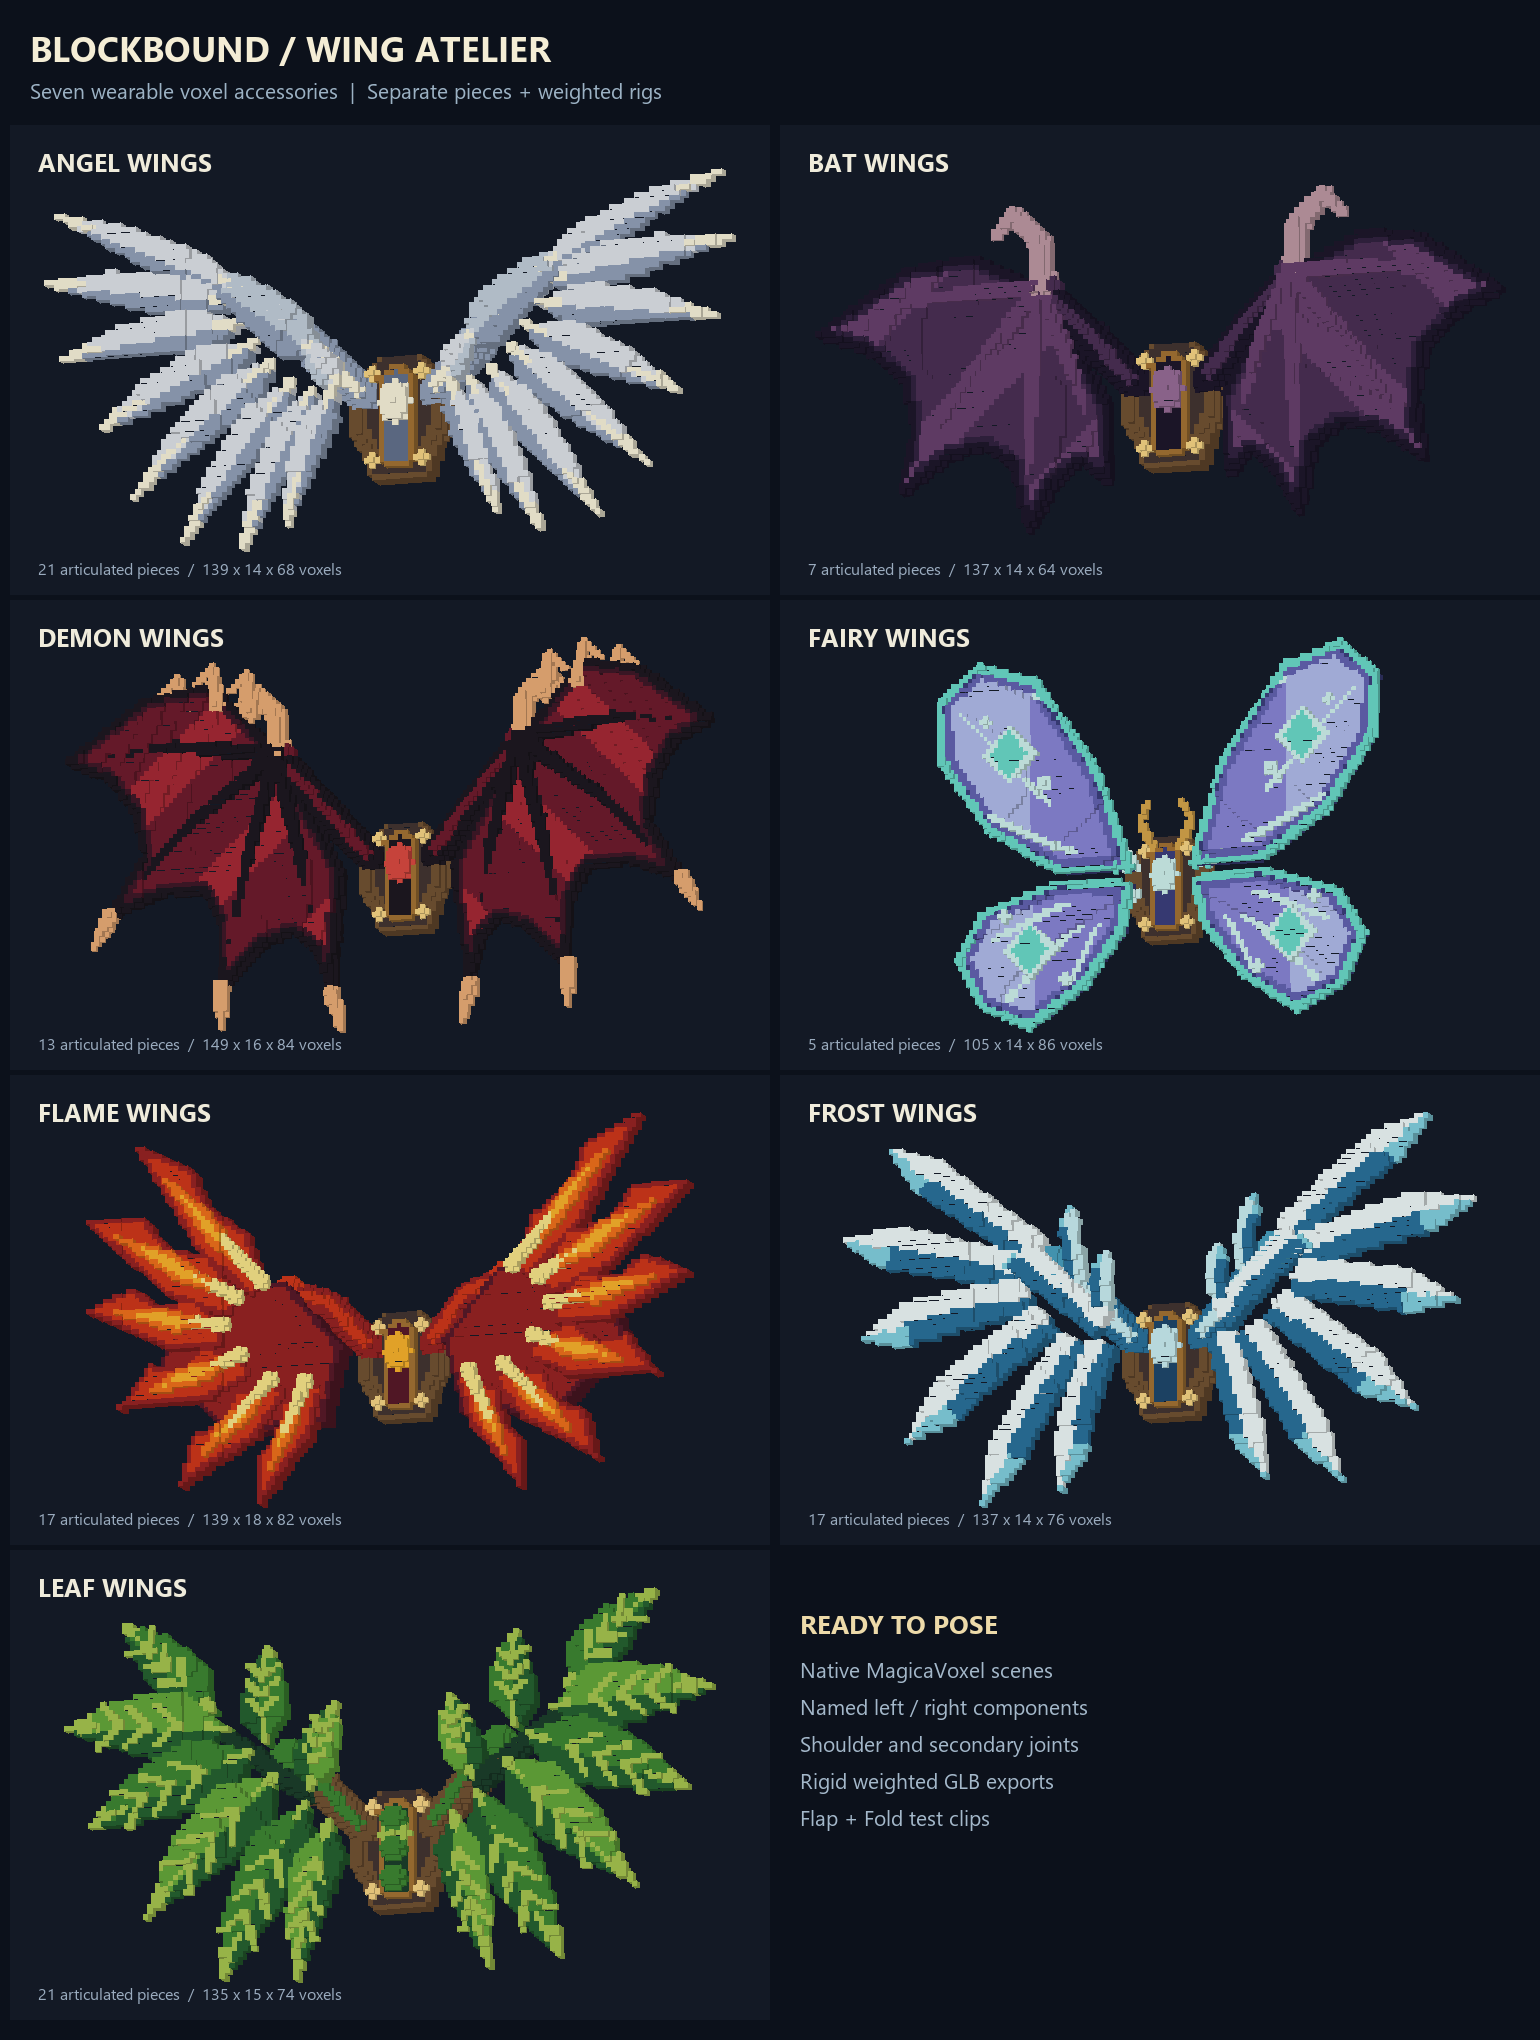 BLOCKBOUND / WING ATELIER
Seven wearable voxel accessories | Separate pieces + weighted rigs
ANGEL WINGS
21 articulated pieces / 139 x 14 x 68 voxels
BAT WINGS
7 articulated pieces / 137 x 14 x 64 voxels
DEMON WINGS
13 articulated pieces / 149 x 16 x 84 voxels
FAIRY WINGS
5 articulated pieces / 105 x 14 x 86 voxels
FLAME WINGS
17 articulated pieces / 139 x 18 x 82 voxels
FROST WINGS
17 articulated pieces / 137 x 14 x 76 voxels
LEAF WINGS
21 articulated pieces / 135 x 15 x 74 voxels
READY TO POSE
Native MagicaVoxel scenes
Named left / right components
Shoulder and secondary joints
Rigid weighted GLB exports
Flap + Fold test clips